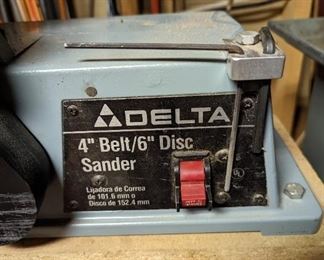 DELTA
4" Belt/6" Disc
Sander
Lijadora de Correa
de 101.6 mm o
Disco de 152.4 mm